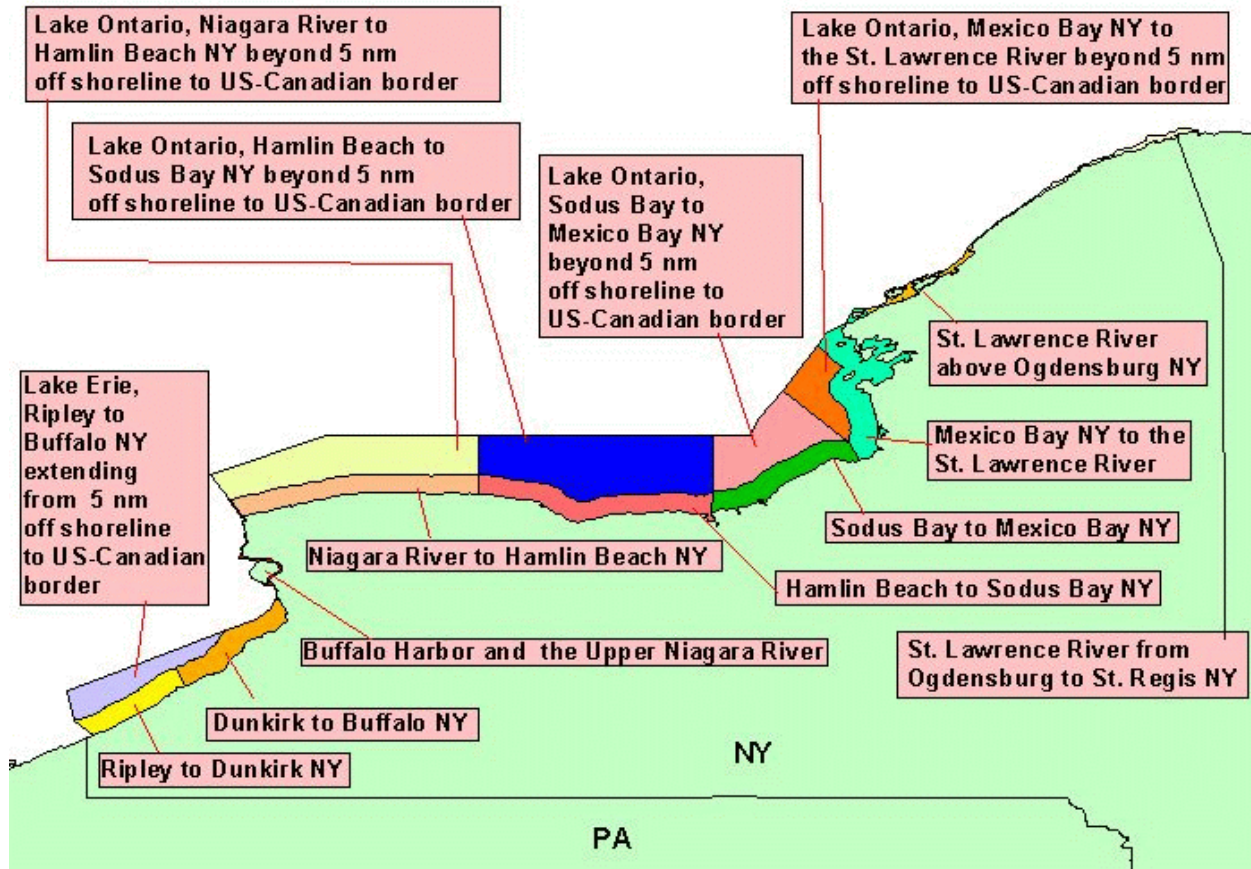 Lake Ontario, Niagara River to
Hamlin Beach NY beyond 5 nm
off shoreline to US-Canadian border
Lake Ontario, Mexico Bay NY to
the St. Lawrence River beyond 5 nm
off shoreline to US-Canadian border
Lake Ontario, Hamlin Beach to
Sodus Bay NY beyond 5 nm
off shoreline to US-Canadian border
Lake Ontario,
Sodus Bay to
Mexico Bay NY
beyond 5 nm
off shoreline to
US-Canadian border
St. Lawrence River
above Ogdensburg NY
Lake Erie,
Ripley to
Buffalo NY
extending
from 5 nm
off shoreline
to US-Canadian
border
Mexico Bay NY to the
St. Lawrence River
Sodus Bay to Mexico Bay NY
Niagara River to Hamlin Beach NY
Hamlin Beach to Sodus Bay NY
Buffalo Harbor and the Upper Niagara River
St. Lawrence River from
Ogdensburg to St. Regis NY
Dunkirk to Buffalo NY
Ripley to Dunkirk NY
NY
PA